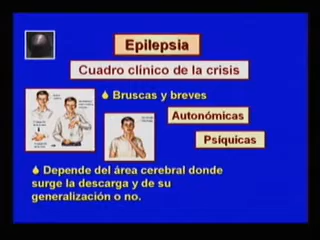 Epilepsia
Cuadro clínico de la crisis
Bruscas y breves
Autonómicas
Psíquicas
Depende del área cerebral donde
surge la descarga y de su
generalización o no.